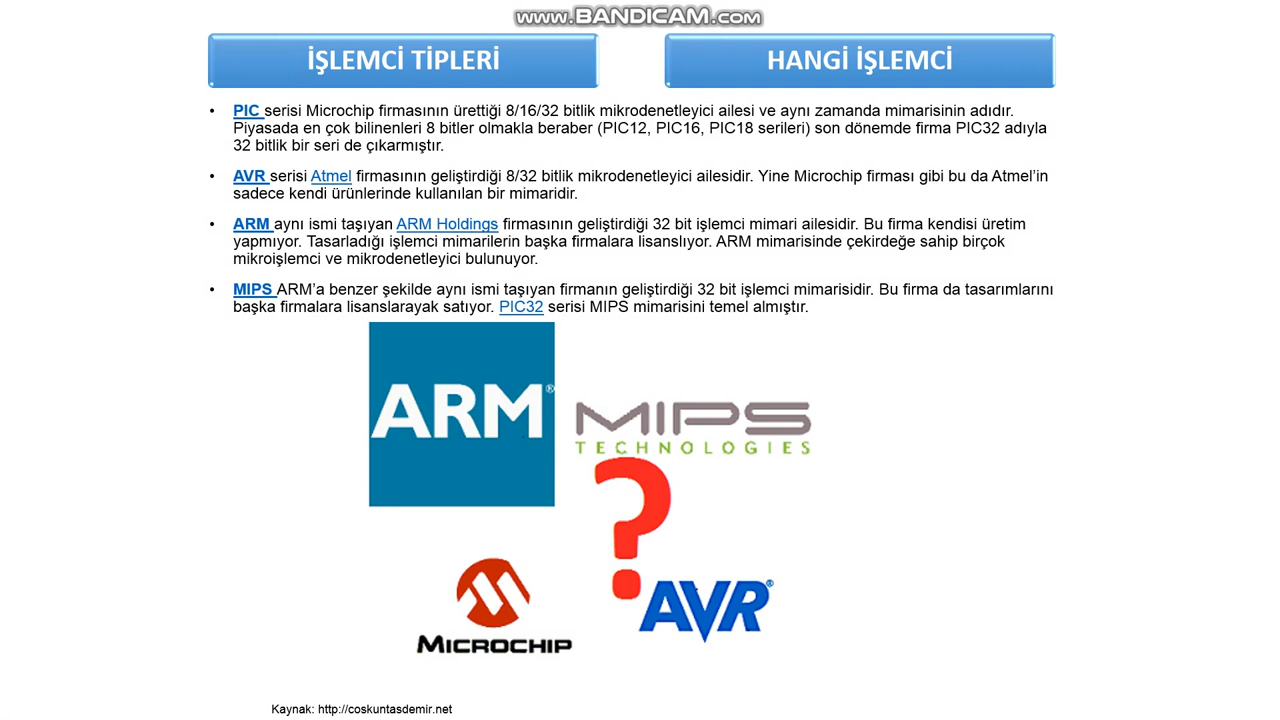 www.BANDICAM.com
İŞLEMCİ TİPLERİ
HANGİ İŞLEMCİ
• PIC serisi Microchip firmasının ürettiği 8/16/32 bitlik mikrodenetleyici ailesi ve aynı zamanda mimarisinin adıdır.
Piyasada en çok bilinenleri 8 bitler olmakla beraber (PIC12, PIC16, PIC18 serileri) son dönemde firma PIC32 adıyla
32 bitlik bir seri de çıkarmıştır.
• AVR serisi Atmel firmasının geliştirdiği 8/32 bitlik mikrodenetleyici ailesidir. Yine Microchip firması gibi bu da Atmel’in
sadece kendi ürünlerinde kullanılan bir mimaridir.
• ARM aynı ismi taşıyan ARM Holdings firmasının geliştirdiği 32 bit işlemci mimari ailesidir. Bu firma kendisi üretim
yapmıyor. Tasarladığı işlemci mimarilerin başka firmalara lisanslıyor. ARM mimarisinde çekirdeğe sahip birçok
mikroişlemci ve mikrodenetleyici bulunuyor.
• MIPS ARM’a benzer şekilde aynı ismi taşıyan firmanın geliştirdiği 32 bit işlemci mimarisidir. Bu firma da tasarımlarını
başka firmalara lisanslarayak satıyor. PIC32 serisi MIPS mimarisini temel almıştır.
ARM®
MIPS
TECHNOLOGIES
?
AVR®
MICROCHIP
Kaynak: http://coskuntasdemir.net